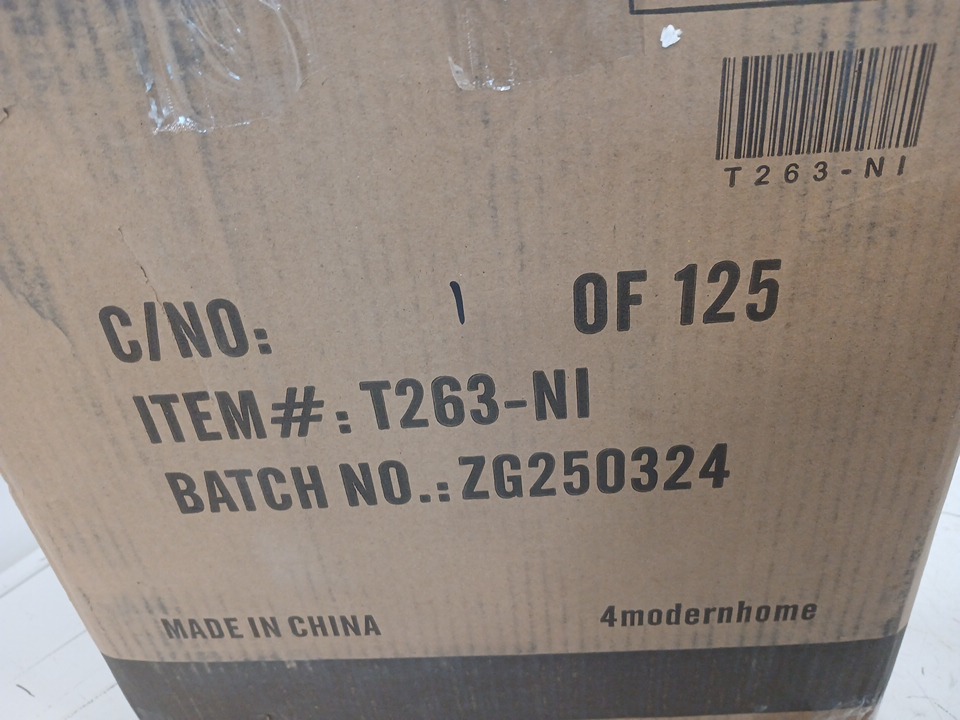 T263-NI
C/NO: 1 OF 125
ITEM#: T263-NI
BATCH NO.: ZG250324
MADE IN CHINA
4modernhome